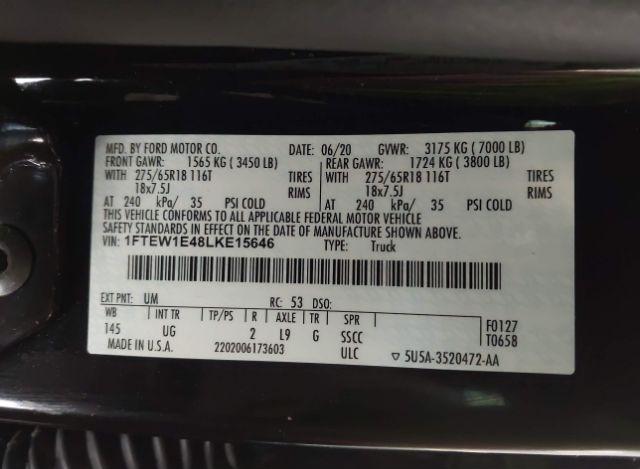 MFD. BY FORD MOTOR CO. 06/20 GVWR: 3175 KG ( 7000 LB)
FRONT GAWR: 1565 KG ( 3450 LB) REAR GAWR: 1724 KG ( 3800 LB)
WITH 275/65R18 116T TIRES WITH 275/65R18 116T TIRES
18x7.5J RIMS 18x7.5J RIMS
AT 240 kPa/ 35 PSI COLD AT 240 kPa/ 35 PSI COLD
THIS VEHICLE CONFORMS TO ALL APPLICABLE FEDERAL MOTOR VEHICLE
SAFETY STANDARDS IN EFFECT ON THE DATE OF MANUFACTURE SHOWN ABOVE.
VIN: 1FTEW1E48LKE15646 TYPE: Truck
EXT PNT: UM RC: 53 DSO:
WB INT TR TP/PS R AXLE TR SPR F0127
145 UG 2 L9 G SSCC T0658
MADE IN U.S.A. 2202006173603 ULC ▽ 5U5A-3520472-AA